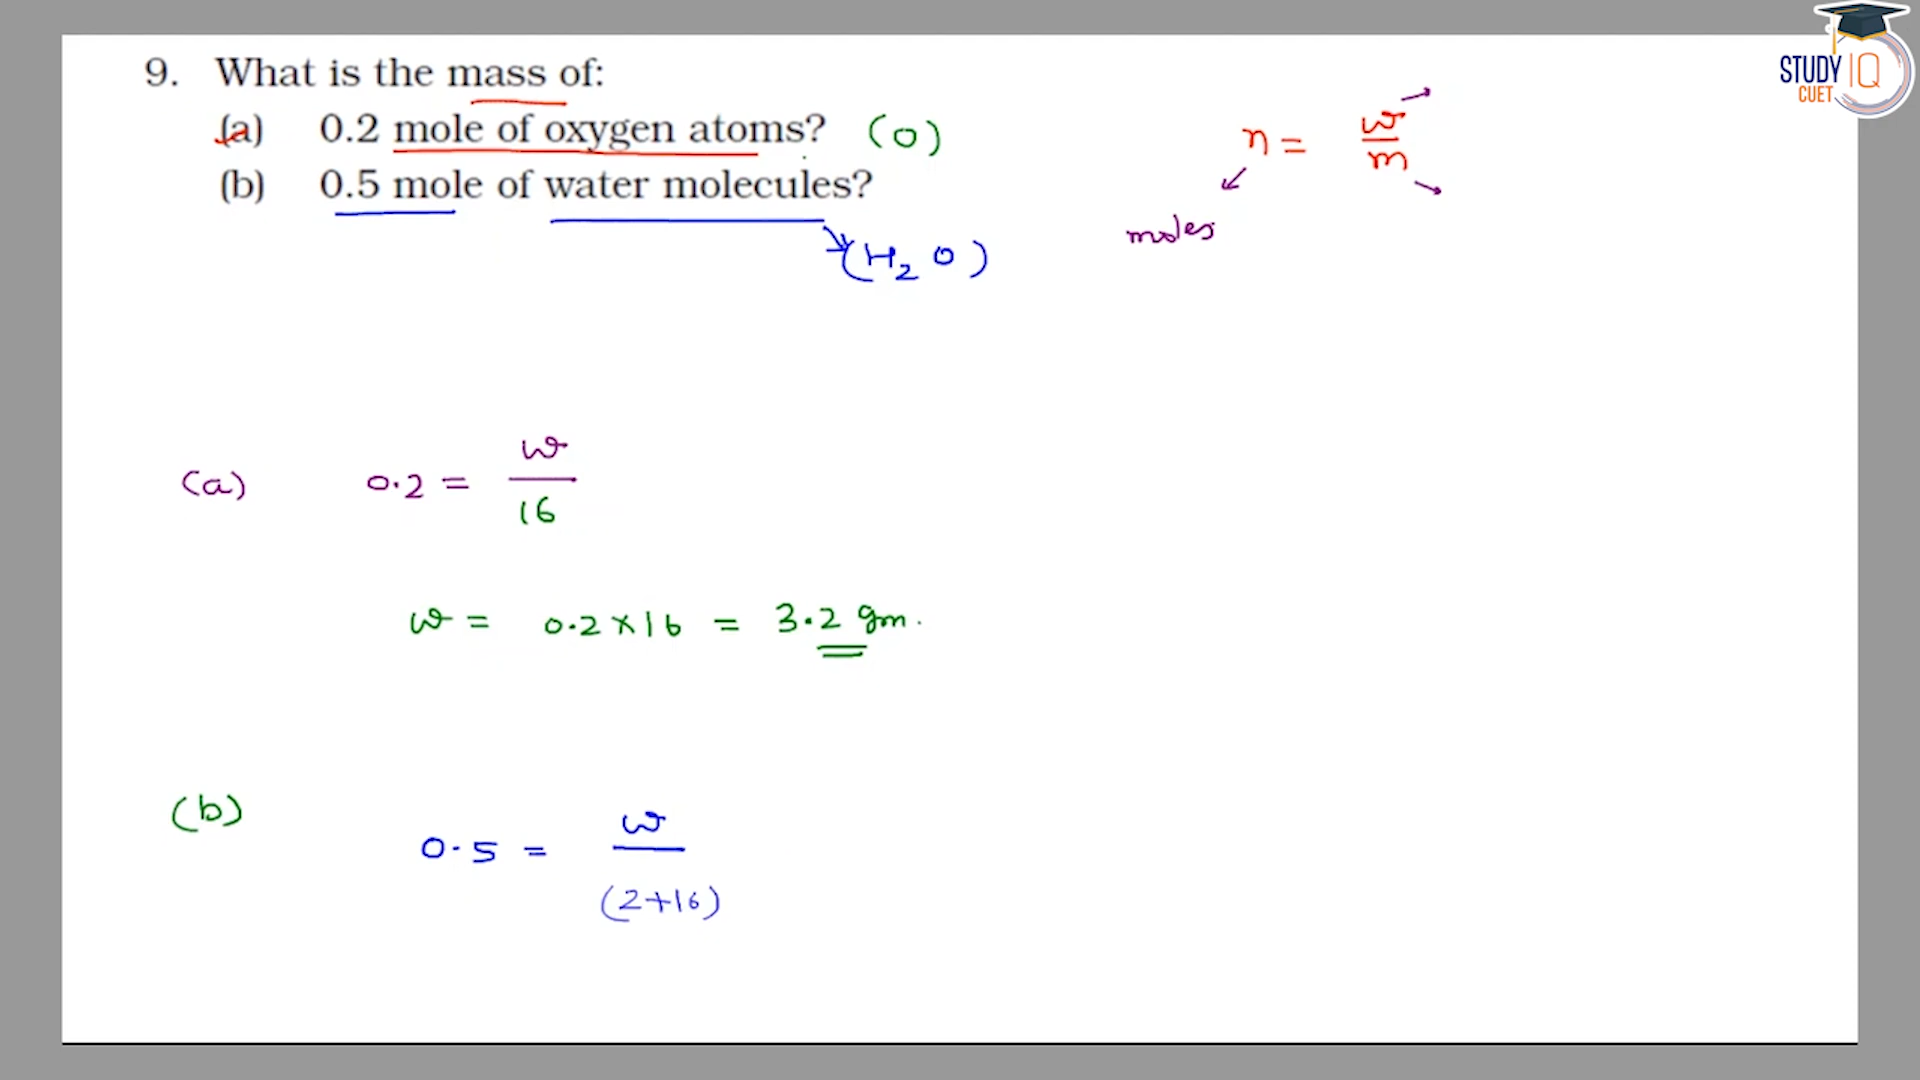 STUDY IQ
CUET
9. What is the mass of:
(a) 0.2 mole of oxygen atoms? (O)
(b) 0.5 mole of water molecules?
(H₂O)
n = w/m
moles
(a) 0.2 = w/16
w = 0.2 × 16 = 3.2 gm.
(b) 0.5 = w/(2+16)